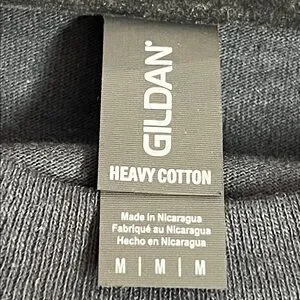 GILDAN®
HEAVY COTTON
Made in Nicaragua
Fabriqué au Nicaragua
Hecho en Nicaragua
M | M | M